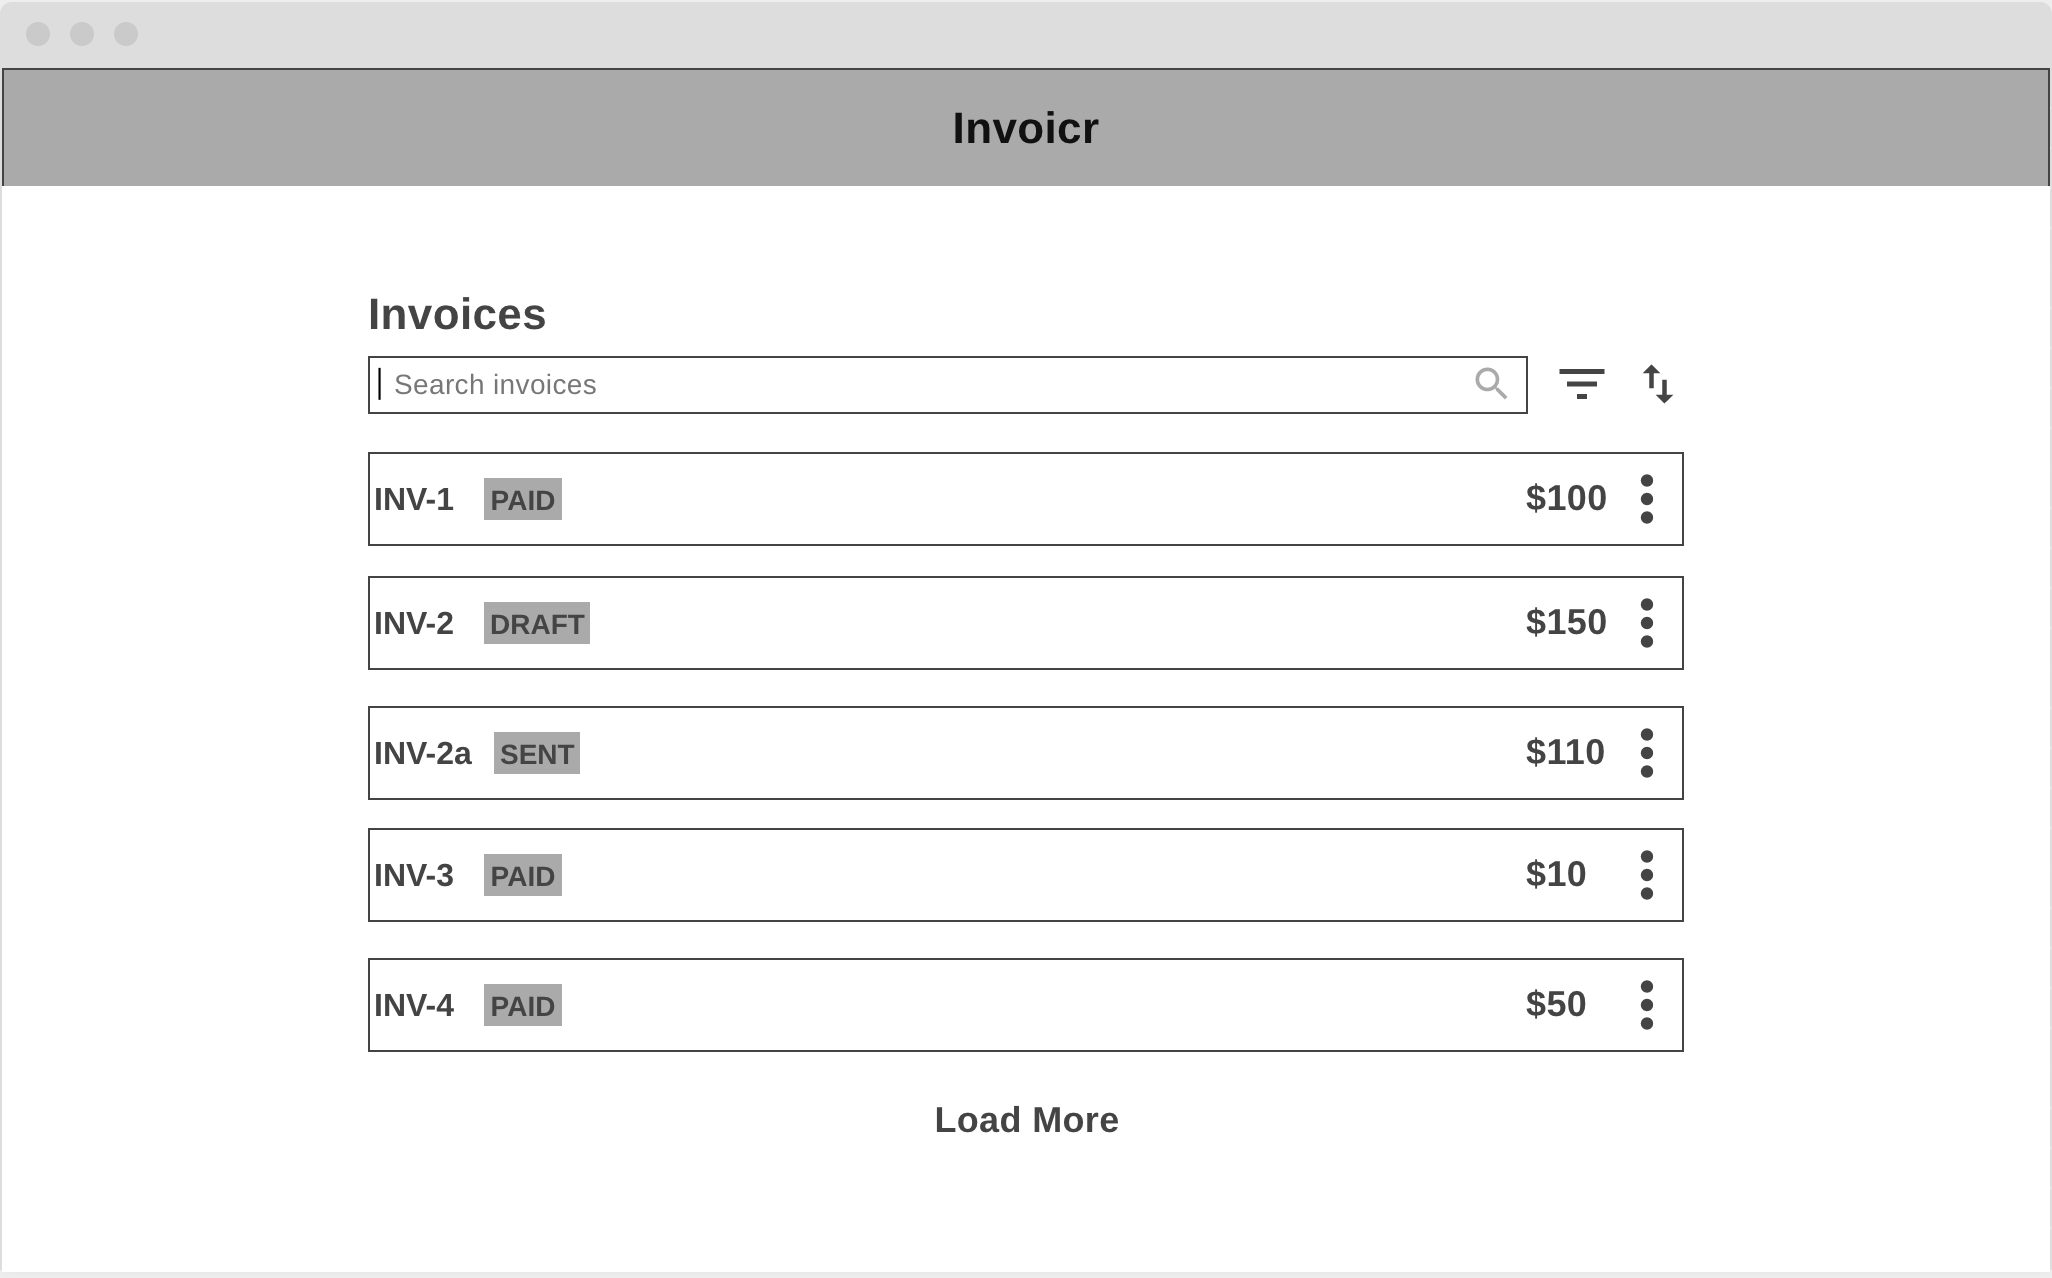 Invoicr
Invoices
Search invoices
INV-1 PAID $100
INV-2 DRAFT $150
INV-2a SENT $110
INV-3 PAID $10
INV-4 PAID $50
Load More